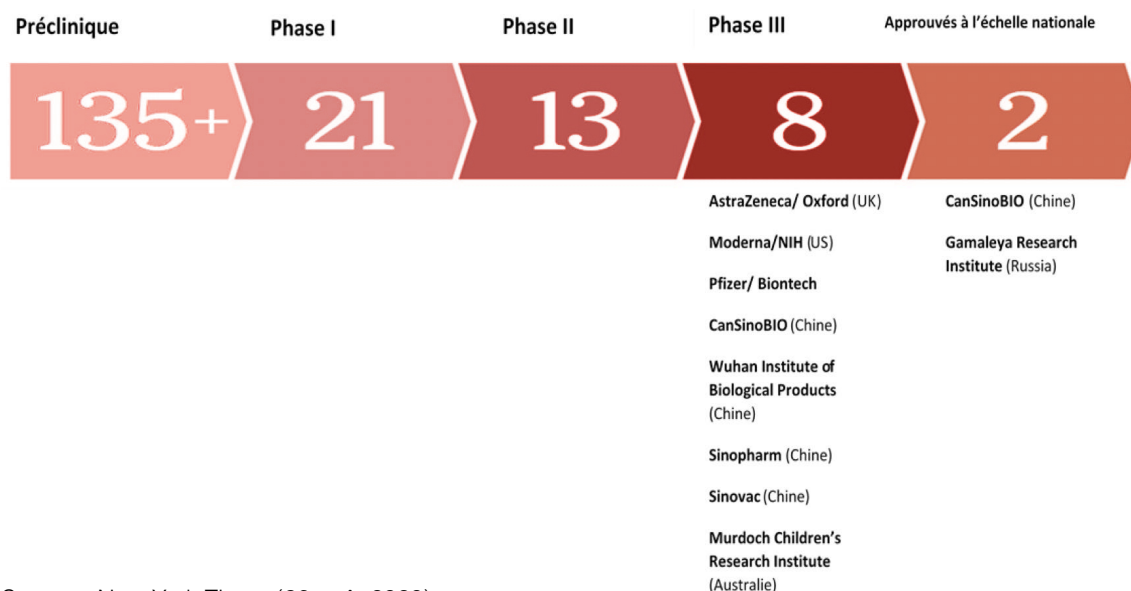 Préclinique
Phase I
Phase II
Phase III
Approuvés à l'échelle nationale
135+
21
13
8
2
AstraZeneca/ Oxford (UK)
Moderna/NIH (US)
Pfizer/ Biontech
CanSinoBIO (Chine)
Wuhan Institute of
Biological Products
(Chine)
Sinopharm (Chine)
Sinovac (Chine)
Murdoch Children's
Research Institute
(Australie)
CanSinoBIO (Chine)
Gamaleya Research
Institute (Russia)